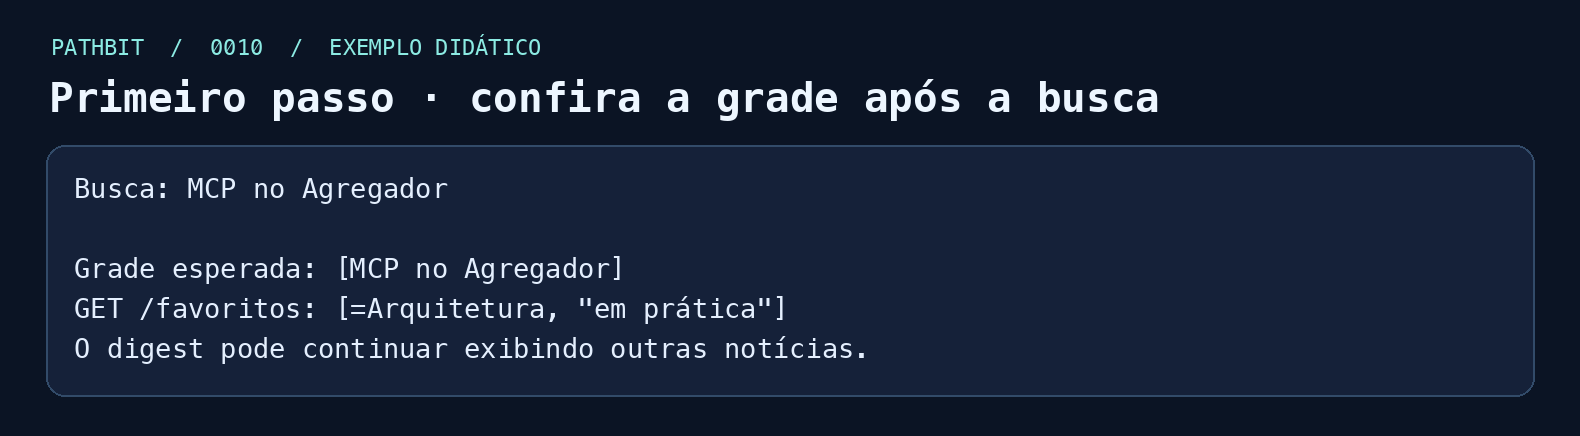 PATHBIT / 0010 / EXEMPLO DIDÁTICO
Primeiro passo · confira a grade após a busca
Busca: MCP no Agregador
Grade esperada: [MCP no Agregador]
GET /favoritos: [=Arquitetura, "em prática"]
O digest pode continuar exibindo outras notícias.